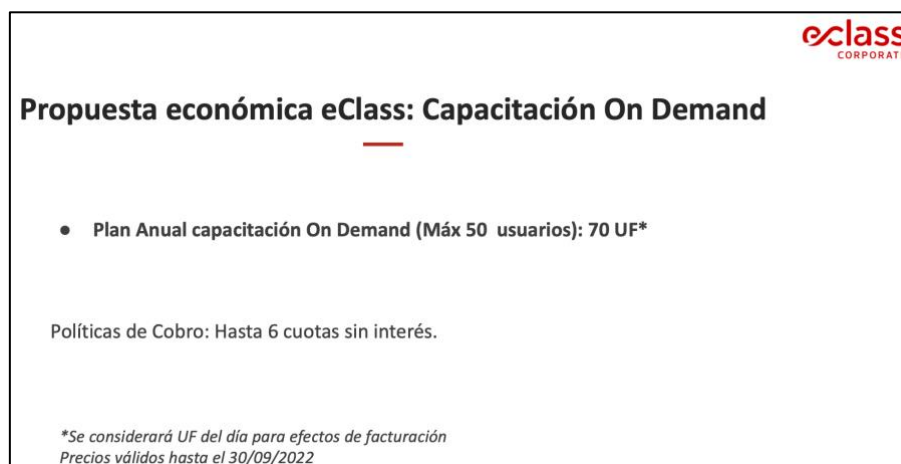 eclass
CORPORATI
Propuesta económica eClass: Capacitación On Demand
● Plan Anual capacitación On Demand (Máx 50 usuarios): 70 UF*
Políticas de Cobro: Hasta 6 cuotas sin interés.
*Se considerará UF del día para efectos de facturación
Precios válidos hasta el 30/09/2022